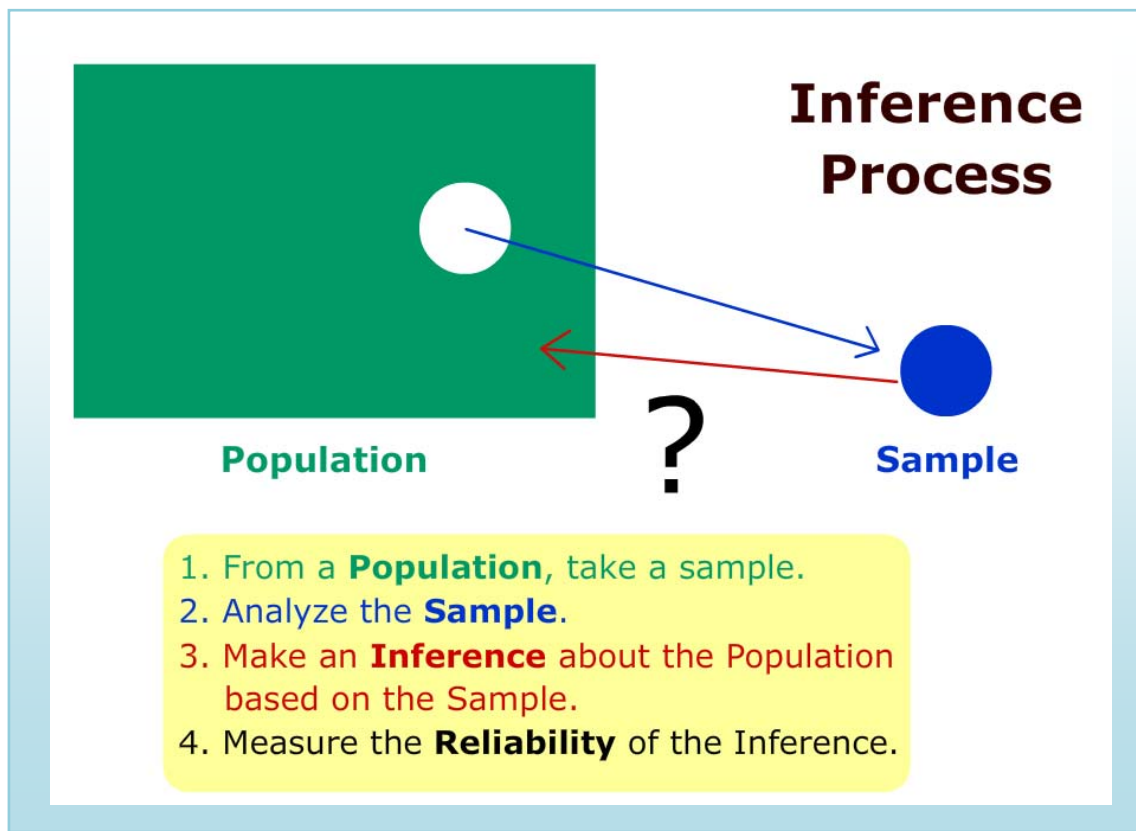 Inference
Process
?
Population
Sample
1. From a Population, take a sample.
2. Analyze the Sample.
3. Make an Inference about the Population
based on the Sample.
4. Measure the Reliability of the Inference.